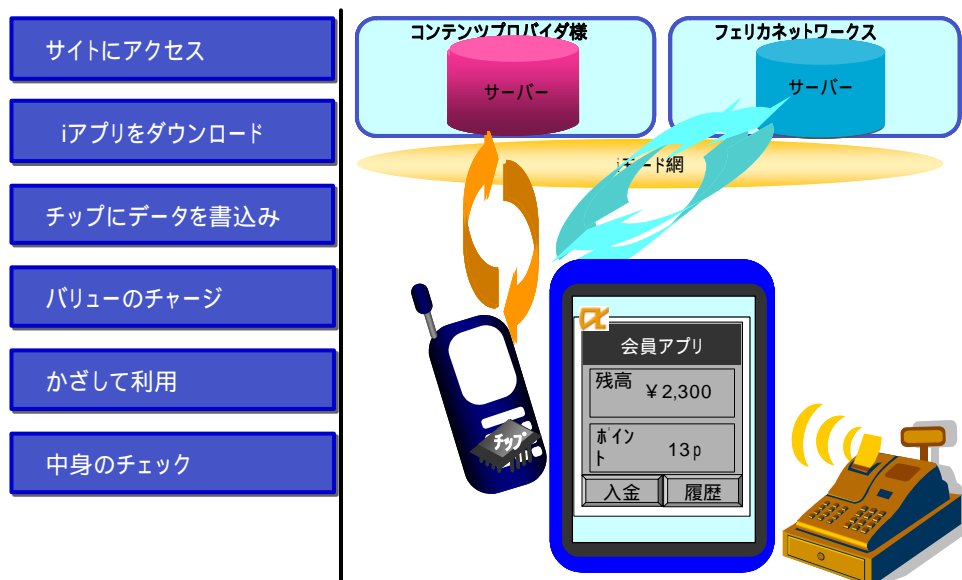 サイトにアクセス
iアプリをダウンロード
チップにデータを書込み
バリューのチャージ
かざして利用
中身のチェック
コンテンツプロバイダ様
サーバー
フェリカネットワークス
サーバー
iモード網
チップ
会員アプリ
残高
¥2,300
ポイン
ト
13p
入金
履歴